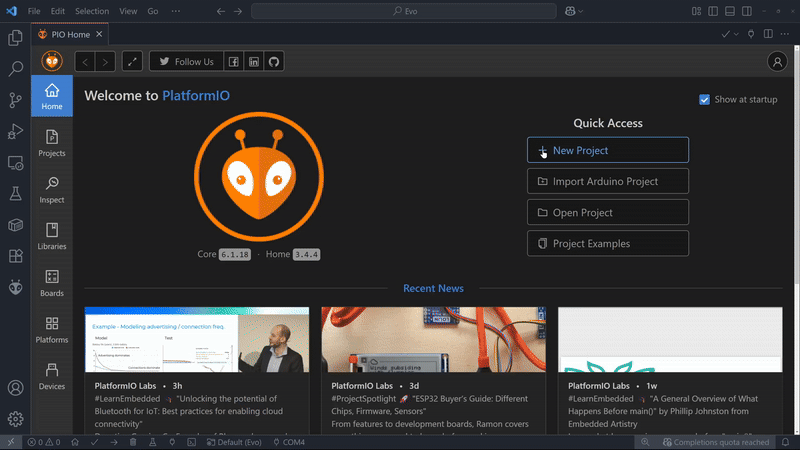 File Edit Selection View Go ···
Evo
PIO Home
Follow Us
Home
Projects
Inspect
Libraries
Boards
Platforms
Devices
Welcome to PlatformIO
Show at startup
Core 6.1.18 · Home 3.4.4
Quick Access
New Project
Import Arduino Project
Open Project
Project Examples
Recent News
Example - Modeling advertising / connection freq.
Model
Test
PlatformIO Labs • 3h
#LearnEmbedded "Unlocking the potential of
Bluetooth for IoT: Best practices for enabling cloud
connectivity"
PlatformIO Labs • 3d
#ProjectSpotlight 🚀 "ESP32 Buyer's Guide: Different
Chips, Firmware, Sensors"
From features to development boards, Ramon covers
PlatformIO Labs • 1w
#LearnEmbedded "A General Overview of What
Happens Before main()" by Phillip Johnston from
Embedded Artistry
0 0
Default (Evo)
COM4
Completions quota reached